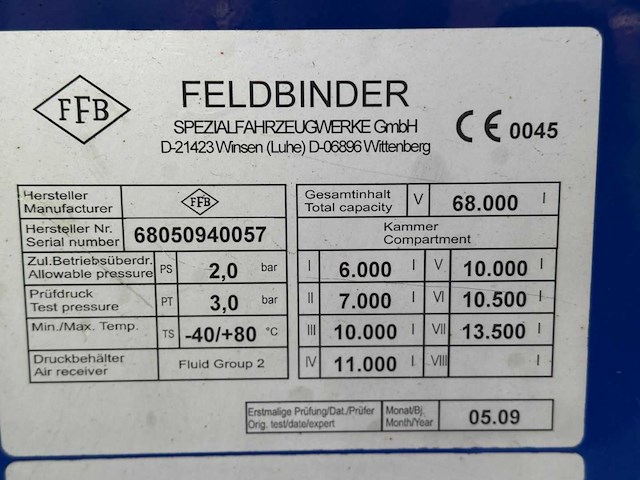 FFB
FELDBINDER
SPEZIALFAHRZEUGWERKE GmbH
D-21423 Winsen (Luhe) D-06896 Wittenberg
CE 0045
Hersteller
Manufacturer
FFB
Hersteller Nr.
Serial number
68050940057
Zul.Betriebsüberdr.
Allowable pressure
PS
2,0 bar
Prüfdruck
Test pressure
PT
3,0 bar
Min./Max. Temp.
TS
-40/+80 °C
Druckbehälter
Air receiver
Fluid Group 2
Gesamtinhalt
Total capacity
V
68.000 l
Kammer
Compartment
I 6.000 l V 10.000 l
II 7.000 l VI 10.500 l
III 10.000 l VII 13.500 l
IV 11.000 l VIII l
Erstmalige Prüfung/Dat./Prüfer
Orig. test/date/expert
Monat/Bj.
Month/Year
05.09